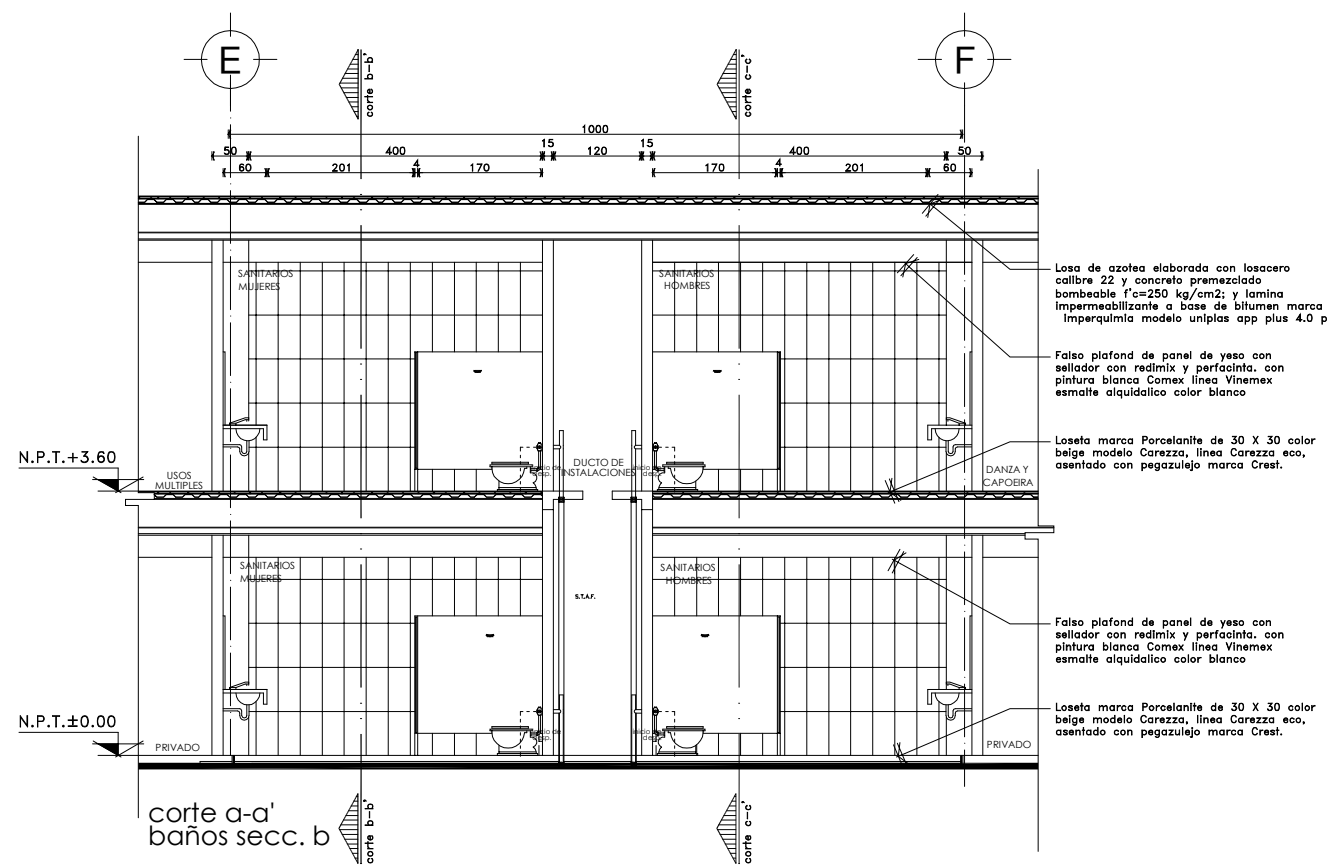 E
F
corte b-b'
corte c-c'
1000
50
400
15
120
15
400
50
60
201
4
170
170
4
201
60
SANITARIOS
MUJERES
SANITARIOS
HOMBRES
Losa de azotea elaborada con losacero
calibre 22 y concreto premezclado
bombeable f'c=250 kg/cm2; y lamina
impermeabilizante a base de bitumen marca
imperquimia modelo uniplas app plus 4.0 p
Falso plafond de panel de yeso con
sellador con redimix y perfacinta. con
pintura blanca Comex linea Vinemex
esmalte alquidalico color blanco
Loseta marca Porcelanite de 30 X 30 color
beige modelo Carezza, linea Carezza eco,
asentado con pegazulejo marca Crest.
N.P.T.+3.60
USOS
MULTIPLES
DUCTO DE
INSTALACIONES
DANZA Y
CAPOEIRA
SANITARIOS
MUJERES
SANITARIOS
HOMBRES
S.T.A.F.
Falso plafond de panel de yeso con
sellador con redimix y perfacinta. con
pintura blanca Comex linea Vinemex
esmalte alquidalico color blanco
Loseta marca Porcelanite de 30 X 30 color
beige modelo Carezza, linea Carezza eco,
asentado con pegazulejo marca Crest.
N.P.T.±0.00
PRIVADO
PRIVADO
corte a-a'
baños secc. b
corte b-b'
corte c-c'